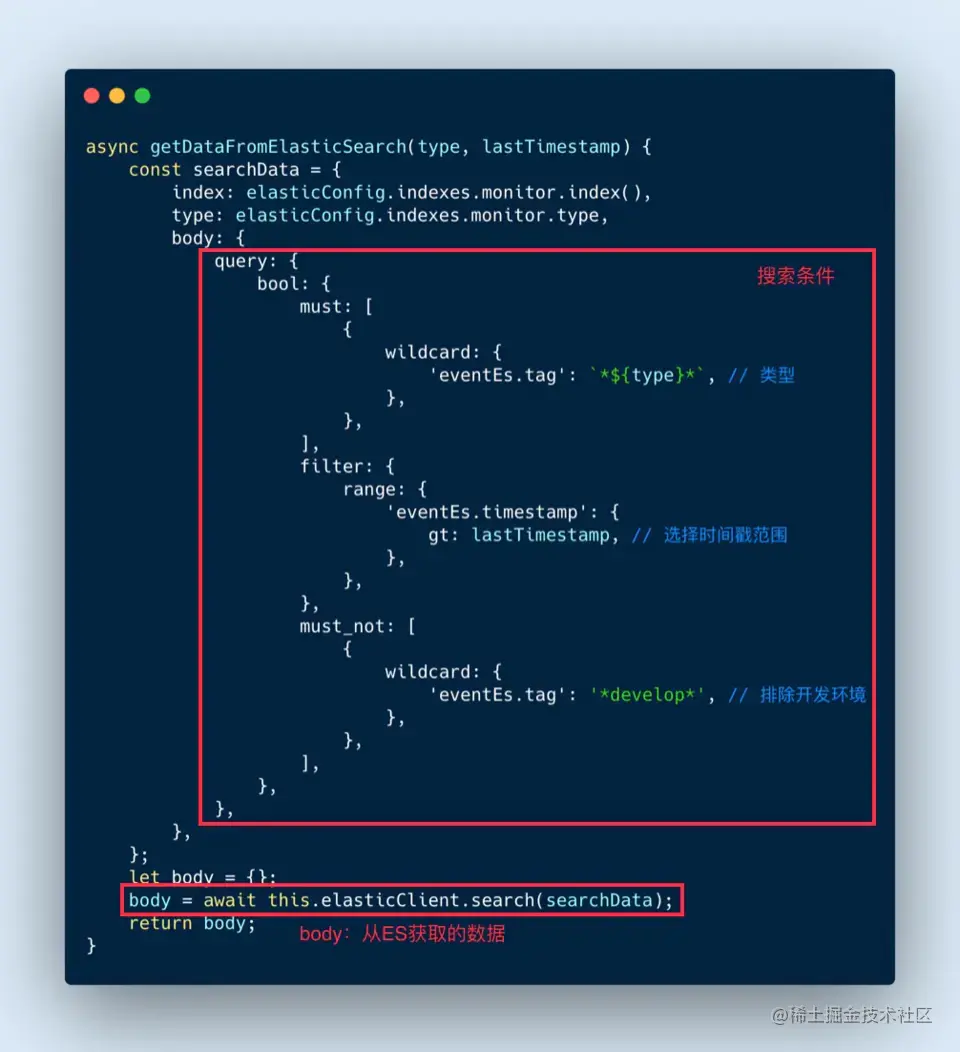 async getDataFromElasticSearch(type, lastTimestamp) {
    const searchData = {
        index: elasticConfig.indexes.monitor.index(),
        type: elasticConfig.indexes.monitor.type,
        body: {
            query: {
搜索条件
                bool: {
                    must: [
                        {
                            wildcard: {
                                'eventEs.tag': `*${type}*`, // 类型
                            },
                        },
                    ],
                    filter: {
                        range: {
                            'eventEs.timestamp': {
                                gt: lastTimestamp, // 选择时间戳范围
                            },
                        },
                    },
                    must_not: [
                        {
                            wildcard: {
                                'eventEs.tag': '*develop*', // 排除开发环境
                            },
                        },
                    ],
                },
            },
        },
    };
    let body = {};
    body = await this.elasticClient.search(searchData);
    return body;
body：从ES获取的数据
}
@稀土掘金技术社区